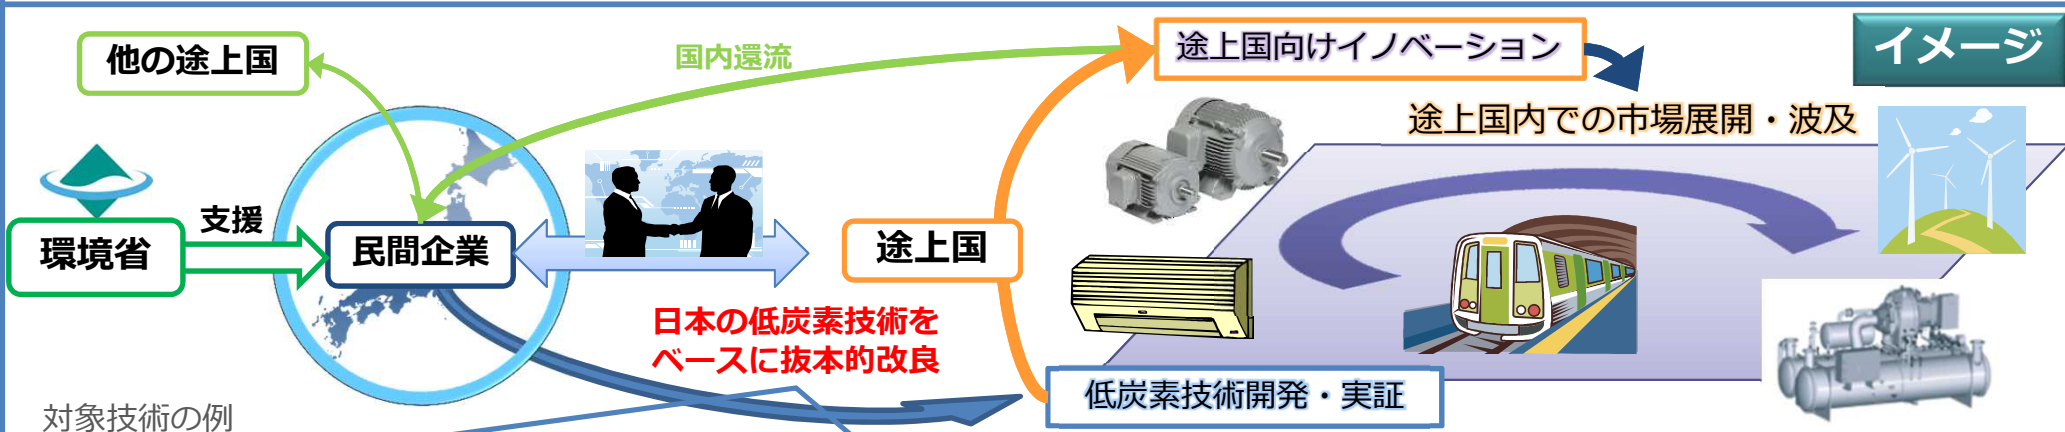 イメージ
他の途上国
国内還流
途上国向けイノベーション
途上国内での市場展開・波及
支援
環境省
民間企業
途上国
日本の低炭素技術を
ベースに抜本的改良
低炭素技術開発・実証
対象技術の例